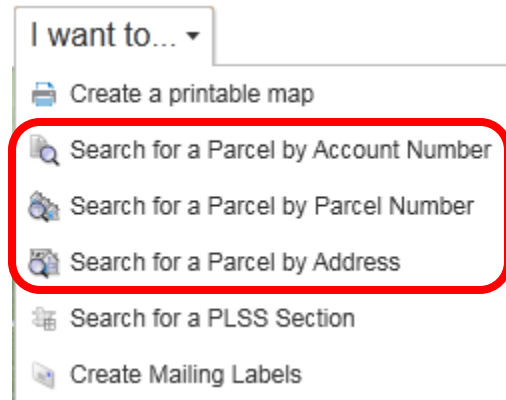 I want to...
Create a printable map
Search for a Parcel by Account Number
Search for a Parcel by Parcel Number
Search for a Parcel by Address
Search for a PLSS Section
Create Mailing Labels